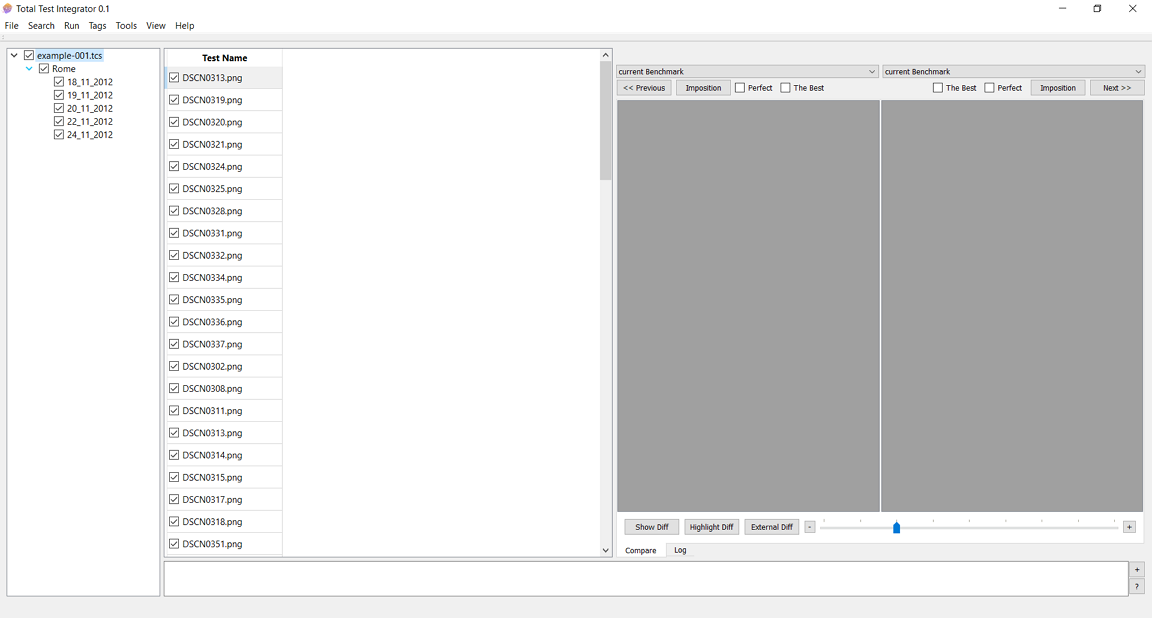 Total Test Integrator 0.1
File Search Run Tags Tools View Help
example-001.tcs
Rome
18_11_2012
19_11_2012
20_11_2012
22_11_2012
24_11_2012
Test Name
DSCN0313.png
DSCN0319.png
DSCN0320.png
DSCN0321.png
DSCN0324.png
DSCN0325.png
DSCN0328.png
DSCN0331.png
DSCN0332.png
DSCN0334.png
DSCN0335.png
DSCN0336.png
DSCN0337.png
DSCN0302.png
DSCN0308.png
DSCN0311.png
DSCN0313.png
DSCN0314.png
DSCN0315.png
DSCN0317.png
DSCN0318.png
DSCN0351.png
current Benchmark current Benchmark
<< Previous Imposition Perfect The Best The Best Perfect Imposition Next >>
Show Diff Highlight Diff External Diff - +
Compare Log
+
?